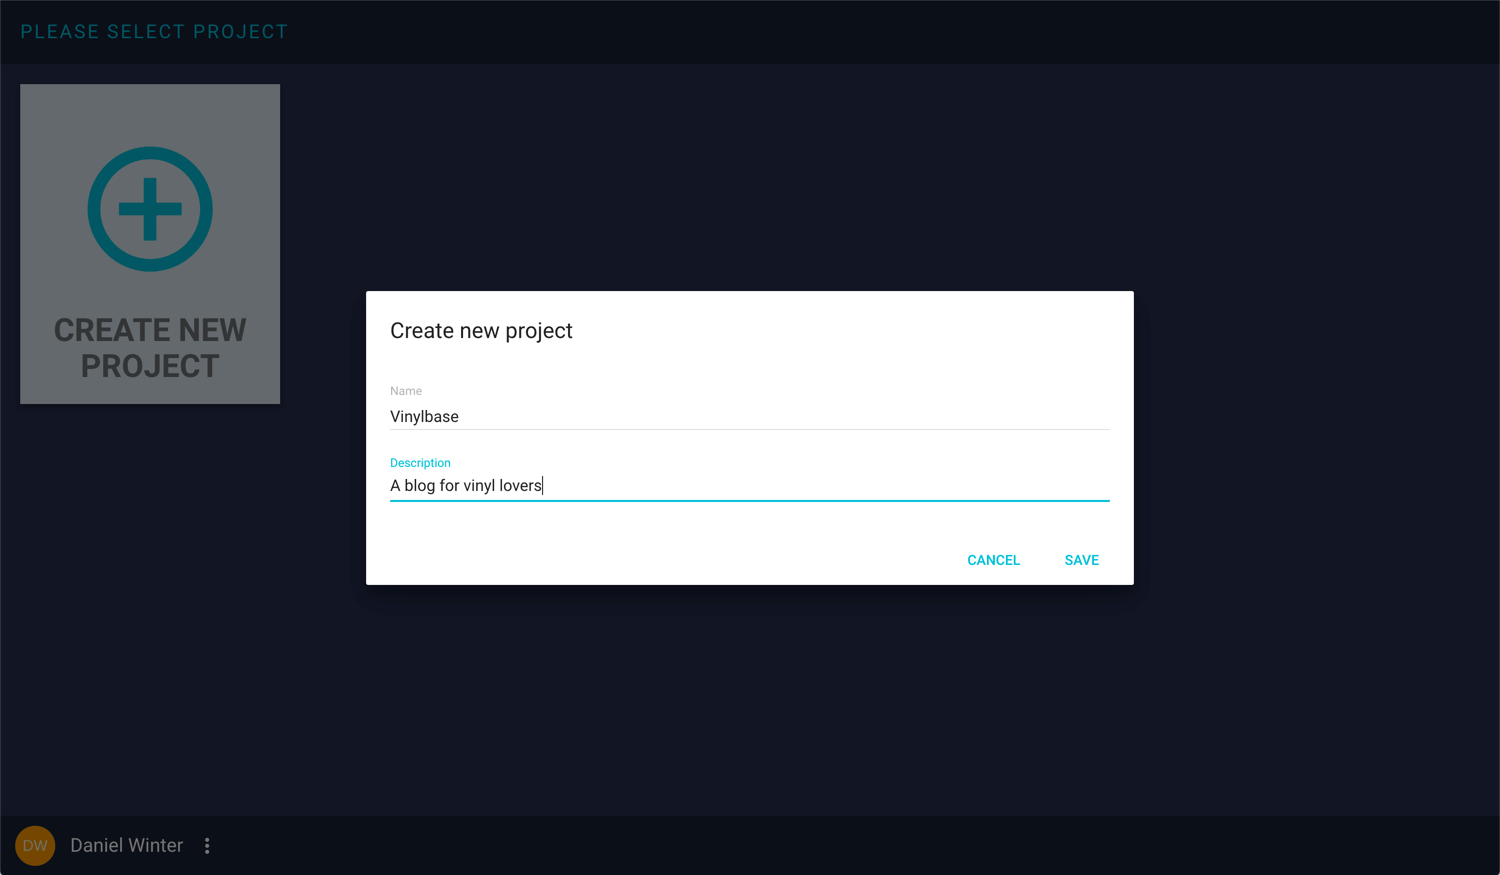 PLEASE SELECT PROJECT
CREATE NEW
PROJECT
Create new project
Name
Vinylbase
Description
A blog for vinyl lovers
CANCEL SAVE
DW Daniel Winter